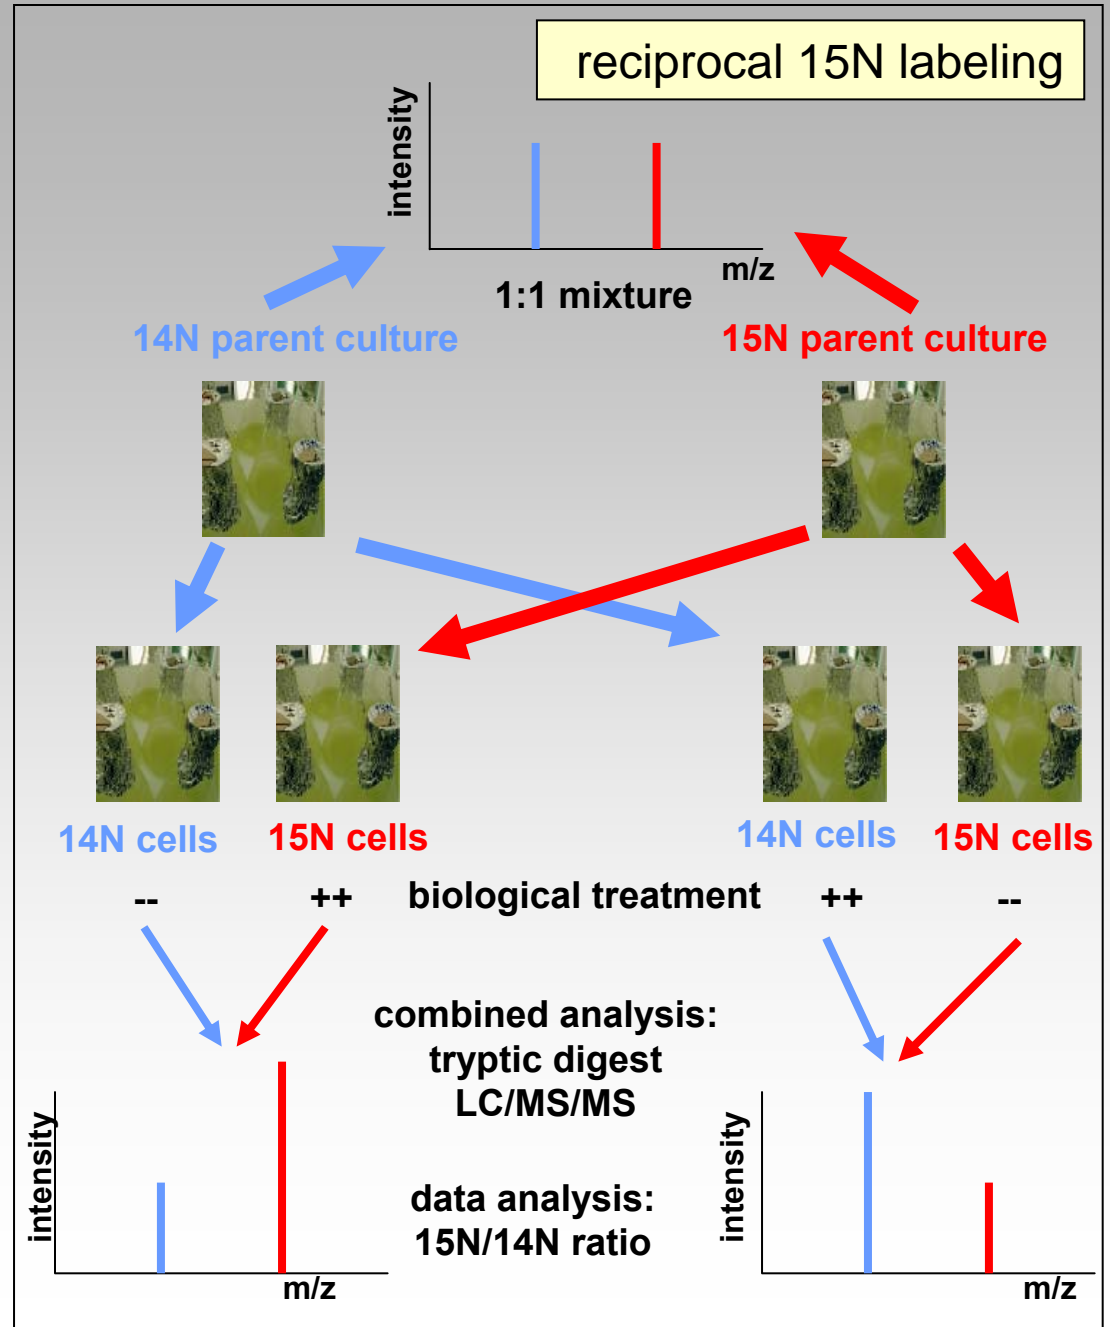 reciprocal 15N labeling
intensity
m/z
1:1 mixture
14N parent culture
15N parent culture
14N cells
15N cells
14N cells
15N cells
--
++
biological treatment
++
--
combined analysis:
tryptic digest
LC/MS/MS
intensity
intensity
data analysis:
15N/14N ratio
m/z
m/z